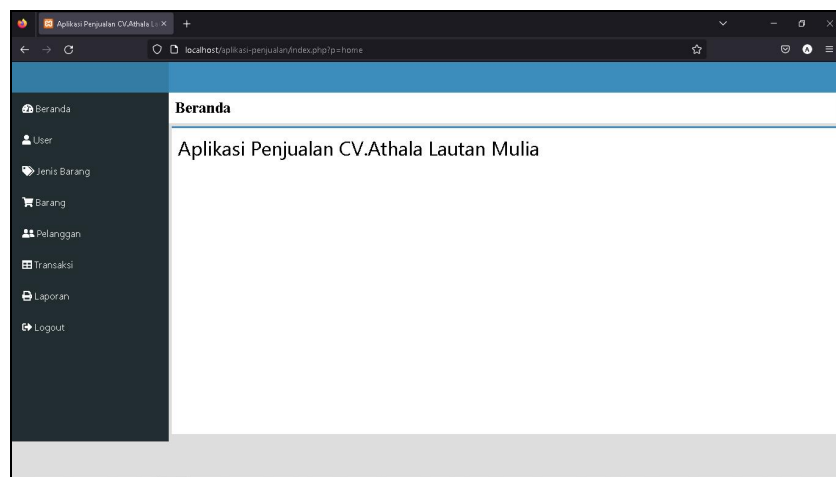 Aplikasi Penjualan CV.Athala La
localhost/aplikasi-penjualan/index.php?p=home
Beranda
User
Jenis Barang
Barang
Pelanggan
Transaksi
Laporan
Logout
Beranda
Aplikasi Penjualan CV.Athala Lautan Mulia